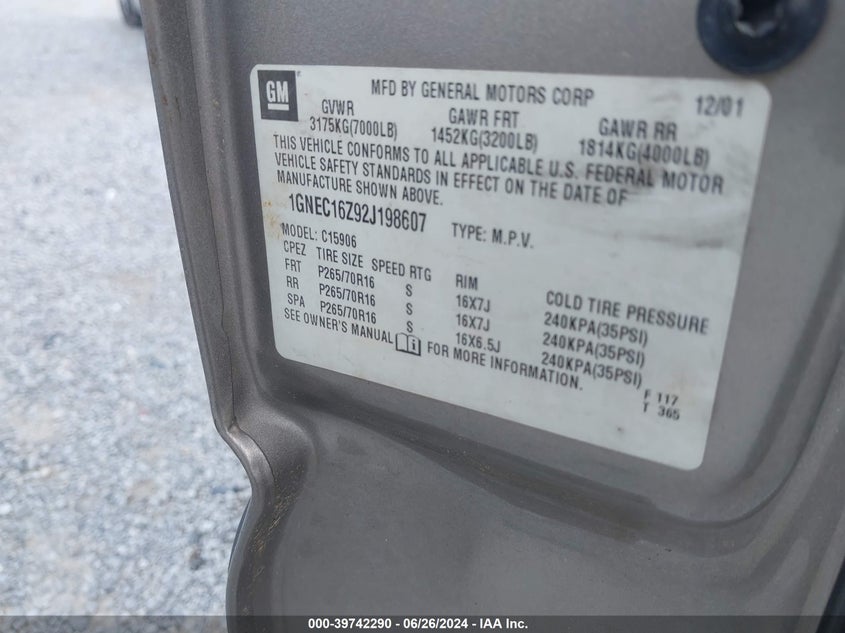 GM
MFD BY GENERAL MOTORS CORP 12/01
GVWR GAWR FRT GAWR RR
3175KG(7000LB) 1452KG(3200LB) 1814KG(4000LB)
THIS VEHICLE CONFORMS TO ALL APPLICABLE U.S. FEDERAL MOTOR
VEHICLE SAFETY STANDARDS IN EFFECT ON THE DATE OF
MANUFACTURE SHOWN ABOVE.
1GNEC16Z92J198607 TYPE: M.P.V.
MODEL: C15906
CPEZ TIRE SIZE SPEED RTG RIM COLD TIRE PRESSURE
FRT P265/70R16 S 16X7J 240KPA(35PSI)
RR P265/70R16 S 16X7J 240KPA(35PSI)
SPA P265/70R16 S 16X6.5J 240KPA(35PSI)
SEE OWNER'S MANUAL FOR MORE INFORMATION.
F 117
T 365
000-39742290 - 06/26/2024 - IAA Inc.